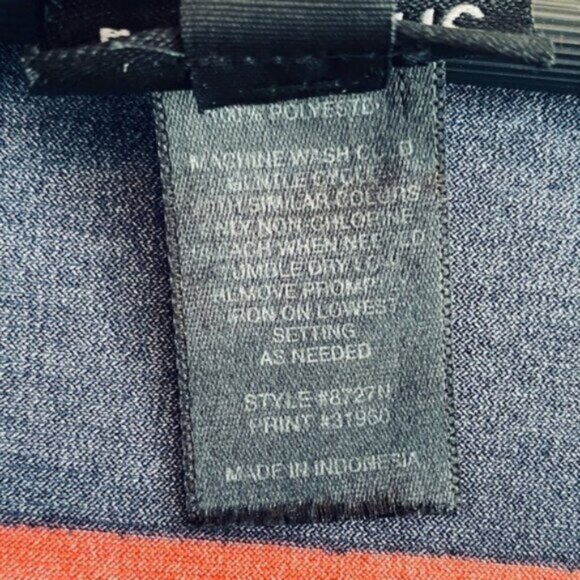 100% POLYESTER
MACHINE WASH COLD
GENTLE CYCLE
WITH SIMILAR COLORS
ONLY NON-CHLORINE
BLEACH WHEN NEEDED
TUMBLE DRY LOW
REMOVE PROMPTLY
IRON ON LOWEST
SETTING
AS NEEDED
STYLE #8727N
PRINT #31960
MADE IN INDONESIA